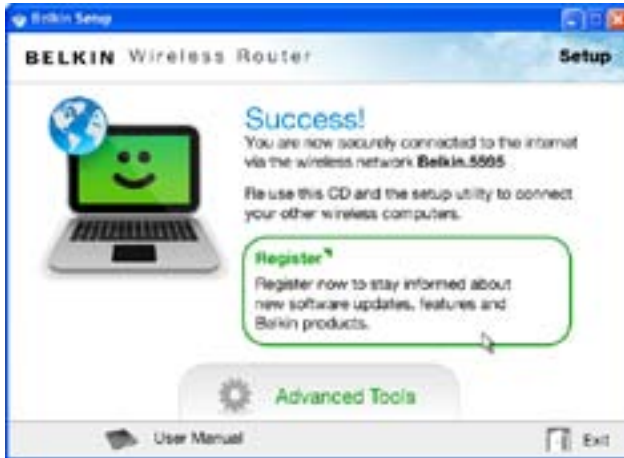 Belkin Setup
BELKIN Wireless Router
Setup
Success!
You are now securely connected to the internet
via the wireless network Belkin.5595
Re use this CD and the setup utility to connect
your other wireless computers.
Register
Register now to stay informed about
new software updates, features and
Belkin products.
Advanced Tools
User Manual
Exit